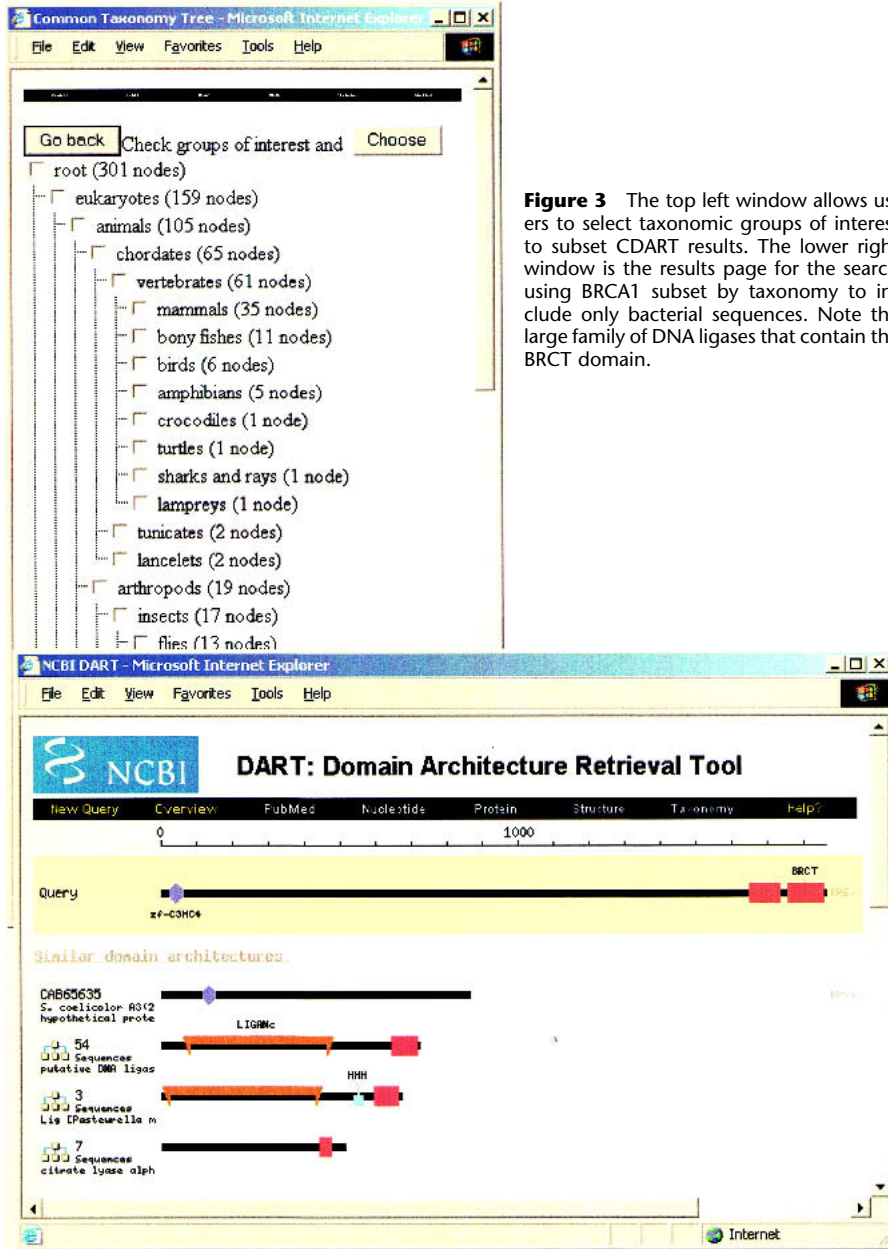 Common Taxonomy Tree - Microsoft Internet Explorer
File Edit View Favorites Tools Help
Go back Check groups of interest and Choose
root (301 nodes)
eukaryotes (159 nodes)
animals (105 nodes)
chordates (65 nodes)
vertebrates (61 nodes)
mammals (35 nodes)
bony fishes (11 nodes)
birds (6 nodes)
amphibians (5 nodes)
crocodiles (1 node)
turtles (1 node)
sharks and rays (1 node)
lampreys (1 node)
tunicates (2 nodes)
lancelets (2 nodes)
arthropods (19 nodes)
insects (17 nodes)
flies (13 nodes)
Figure 3 The top left window allows us
ers to select taxonomic groups of interes
to subset CDART results. The lower righ
window is the results page for the searc
using BRCA1 subset by taxonomy to in
clude only bacterial sequences. Note th
large family of DNA ligases that contain th
BRCT domain.
NCBI DART - Microsoft Internet Explorer
File Edit View Favorites Tools Help
NCBI DART: Domain Architecture Retrieval Tool
New Query Overview PubMed Nucleotide Protein Structure Taxonomy Help?
0 1000
BRCT
Query
zf-C3HC4
Similar domain architectures
CAB65635
S. coelicolor A3(2
hypothetical prote
LIGANc
54
Sequences
putative DNA ligas
HHH
3
Sequences
Lig [Pasteurella m
7
Sequences
citrate lyase alph
Internet